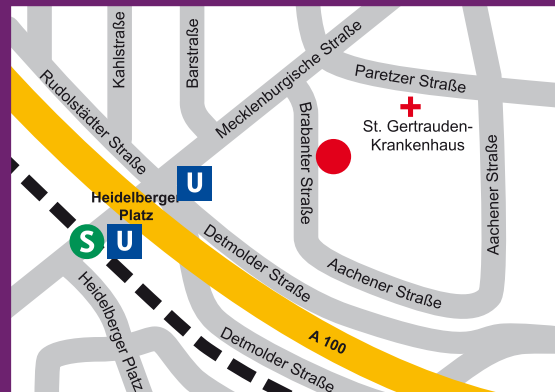 Kahlstraße
Barstraße
Mecklenburgische Straße
Rudolstädter Straße
Paretzer Straße
St. Gertrauden-
Krankenhaus
Brabanter Straße
Aachener Straße
U
Heidelberger
Platz
S
U
Detmolder Straße
Aachener Straße
Heidelberger Platz
A 100
Detmolder Straße